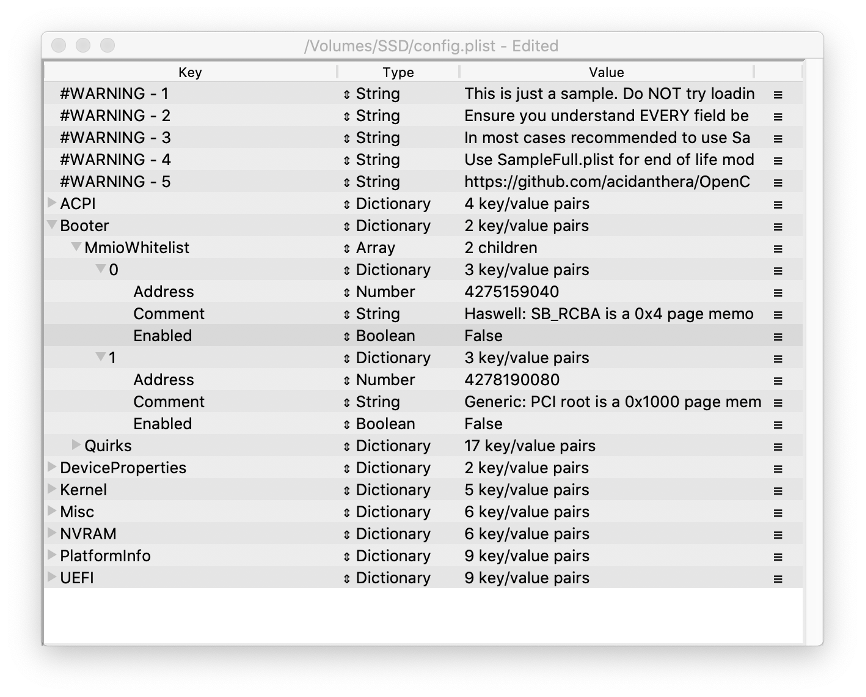 /Volumes/SSD/config.plist - Edited
Key Type Value
#WARNING - 1 String This is just a sample. Do NOT try loadin
#WARNING - 2 String Ensure you understand EVERY field be
#WARNING - 3 String In most cases recommended to use Sa
#WARNING - 4 String Use SampleFull.plist for end of life mod
#WARNING - 5 String https://github.com/acidanthera/OpenC
ACPI Dictionary 4 key/value pairs
Booter Dictionary 2 key/value pairs
MmioWhitelist Array 2 children
0 Dictionary 3 key/value pairs
Address Number 4275159040
Comment String Haswell: SB_RCBA is a 0x4 page memo
Enabled Boolean False
1 Dictionary 3 key/value pairs
Address Number 4278190080
Comment String Generic: PCI root is a 0x1000 page mem
Enabled Boolean False
Quirks Dictionary 17 key/value pairs
DeviceProperties Dictionary 2 key/value pairs
Kernel Dictionary 5 key/value pairs
Misc Dictionary 6 key/value pairs
NVRAM Dictionary 6 key/value pairs
PlatformInfo Dictionary 9 key/value pairs
UEFI Dictionary 9 key/value pairs